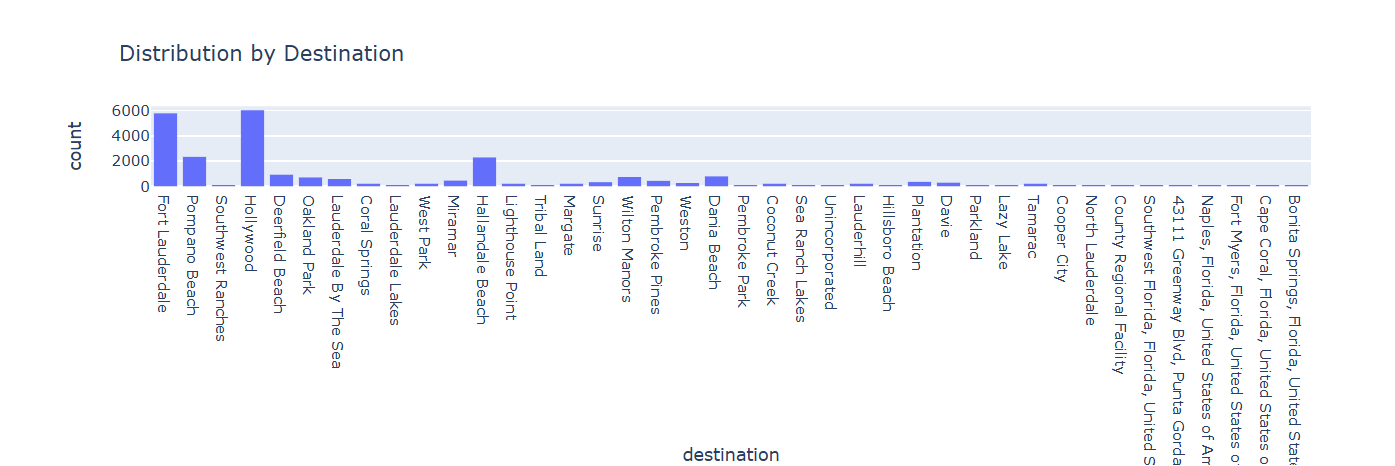 Distribution by Destination
count
6000
4000
2000
0
Fort Lauderdale
Pompano Beach
Southwest Ranches
Hollywood
Deerfield Beach
Oakland Park
Lauderdale By The Sea
Coral Springs
Lauderdale Lakes
West Park
Miramar
Hallandale Beach
Lighthouse Point
Tribal Land
Margate
Sunrise
Wilton Manors
Pembroke Pines
Weston
Dania Beach
Pembroke Park
Coconut Creek
Sea Ranch Lakes
Unincorporated
Lauderhill
Hillsboro Beach
Plantation
Davie
Parkland
Lazy Lake
Tamarac
Cooper City
North Lauderdale
County Regional Facility
Southwest Florida, Florida, United S
43111 Greenway Blvd, Punta Gorda
Naples, Florida, United States of Am
Fort Myers, Florida, United States o
Cape Coral, Florida, United States o
Bonita Springs, Florida, United State
destination